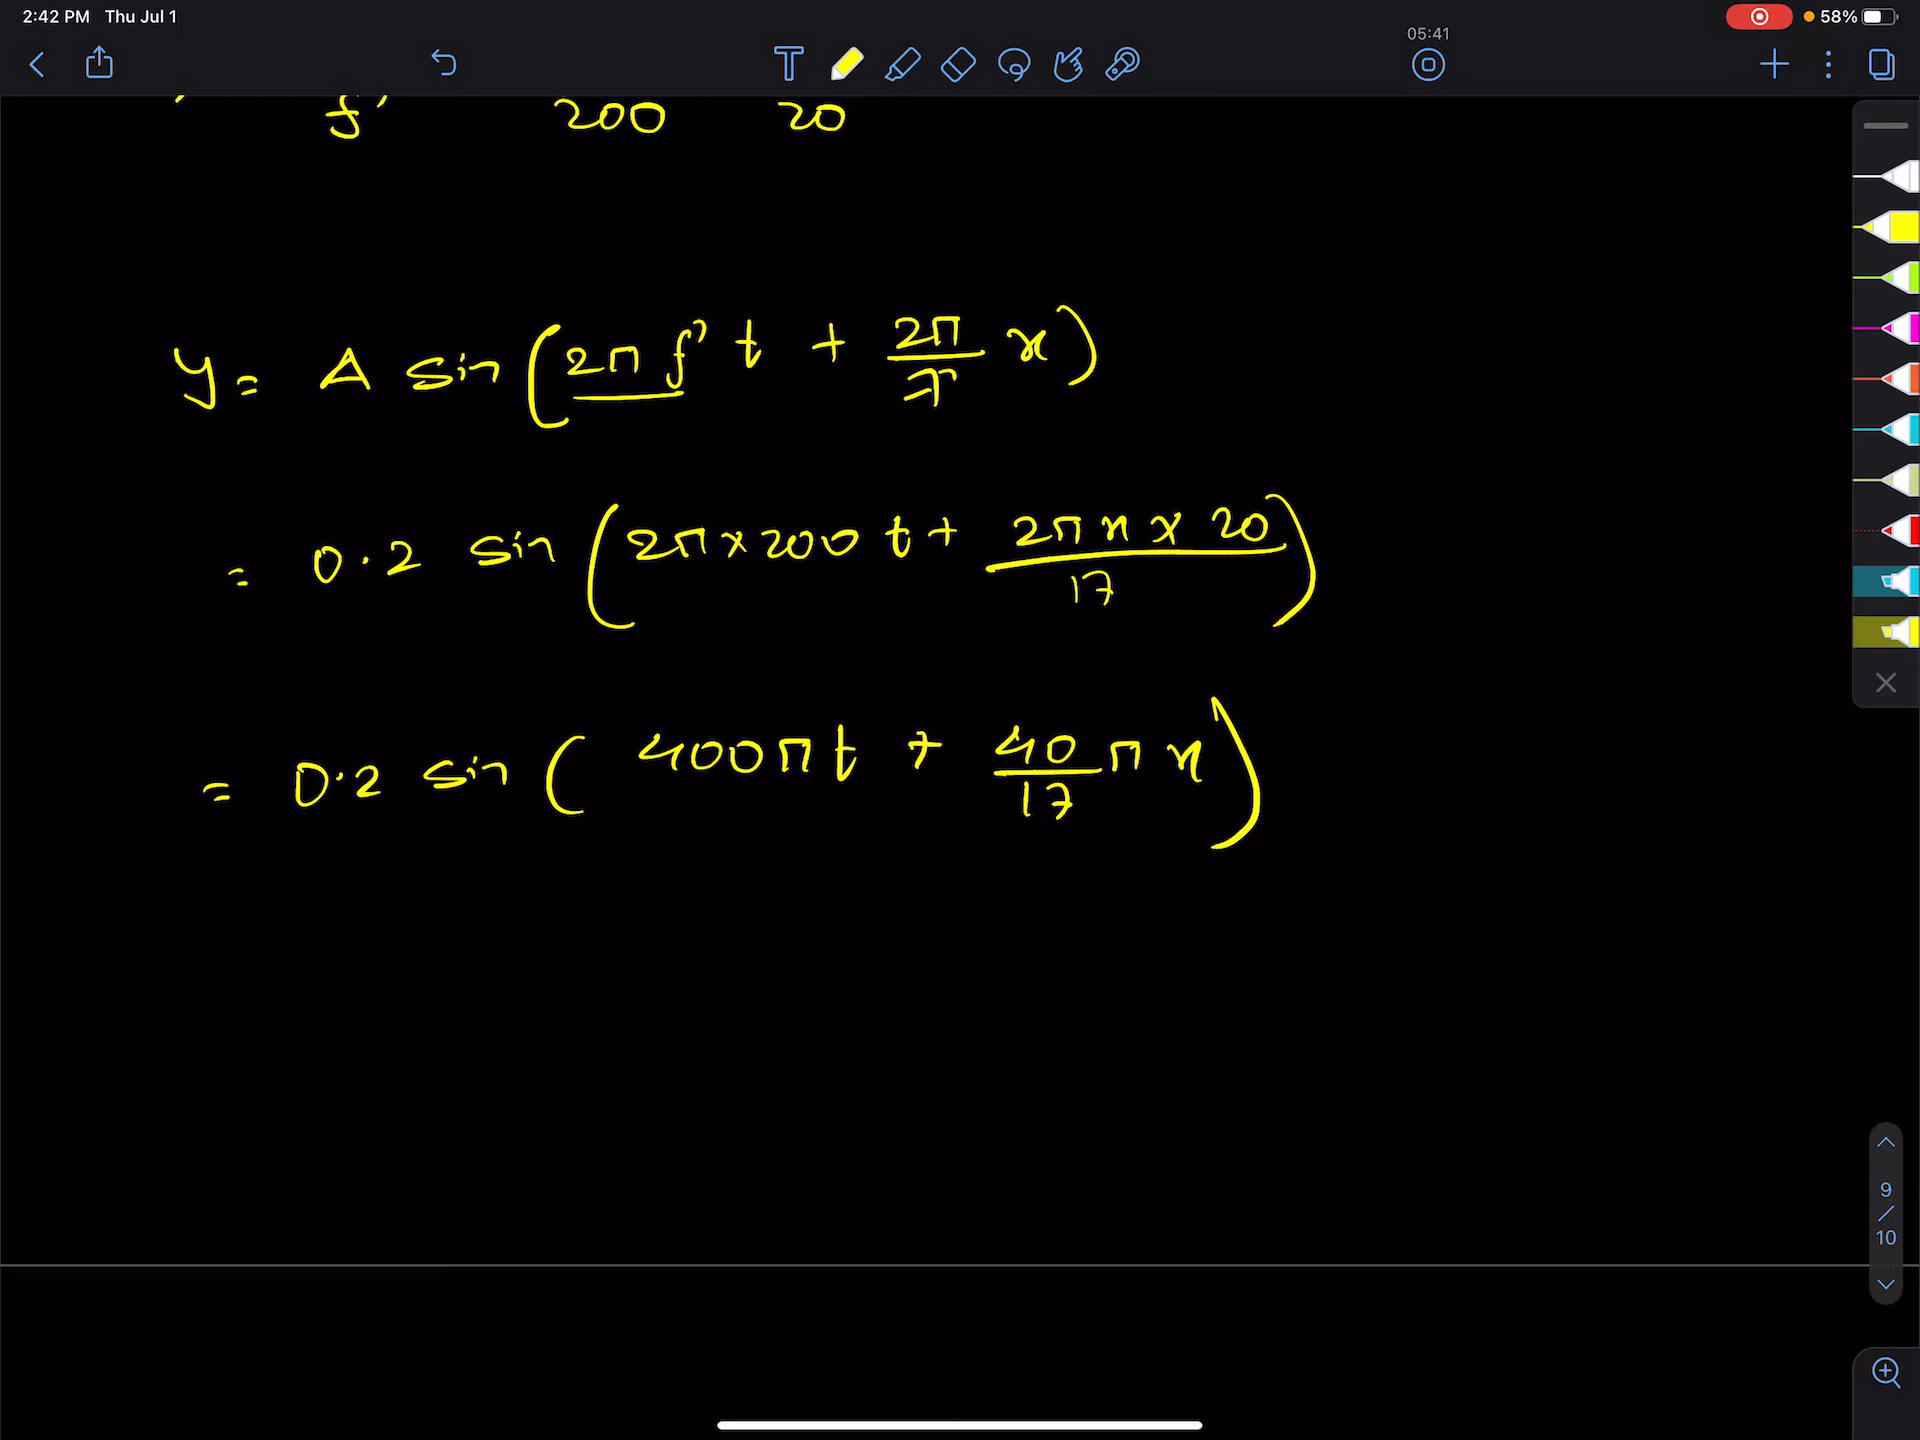 2:42 PM Thu Jul 1
58%
05:41
f' 200 20
y = A sin(2π f' t + 2π/λ x)
= 0.2 sin(2π × 200 t + 2π x × 20/17)
= 0.2 sin(400π t + 40/17 π x)
9
/
10